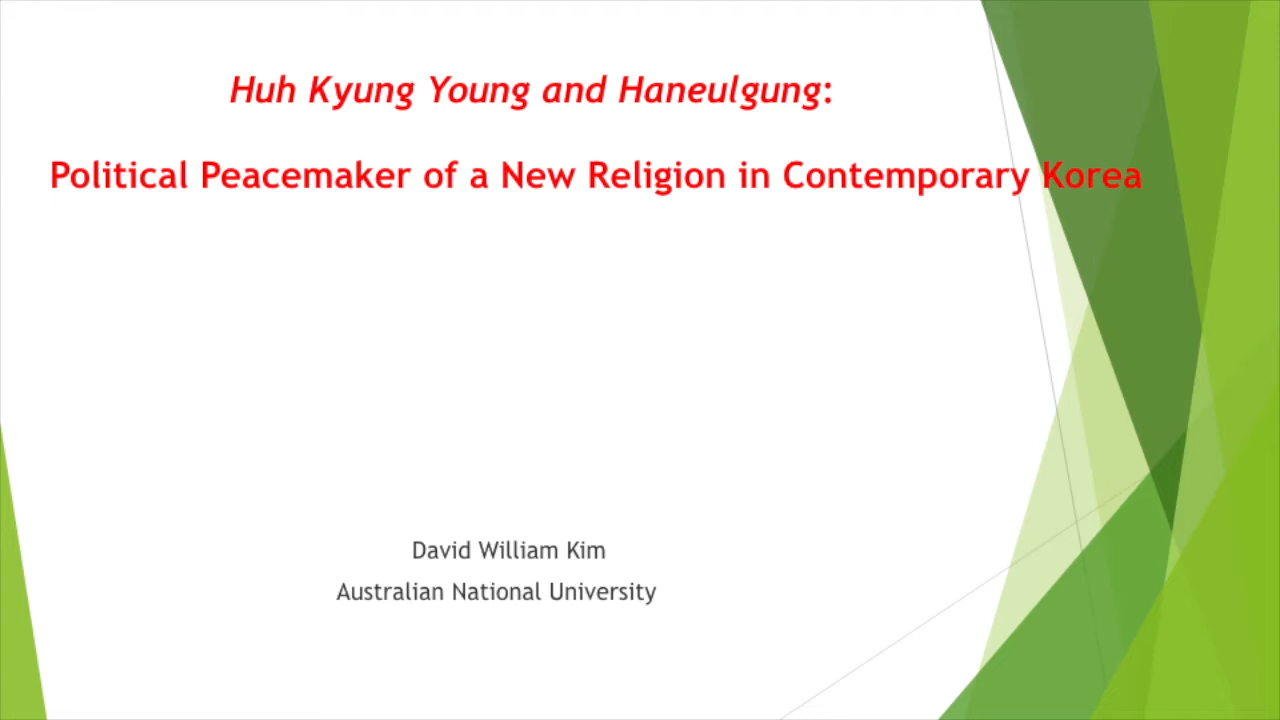 Huh Kyung Young and Haneulgung:
Political Peacemaker of a New Religion in Contemporary Korea
David William Kim
Australian National University